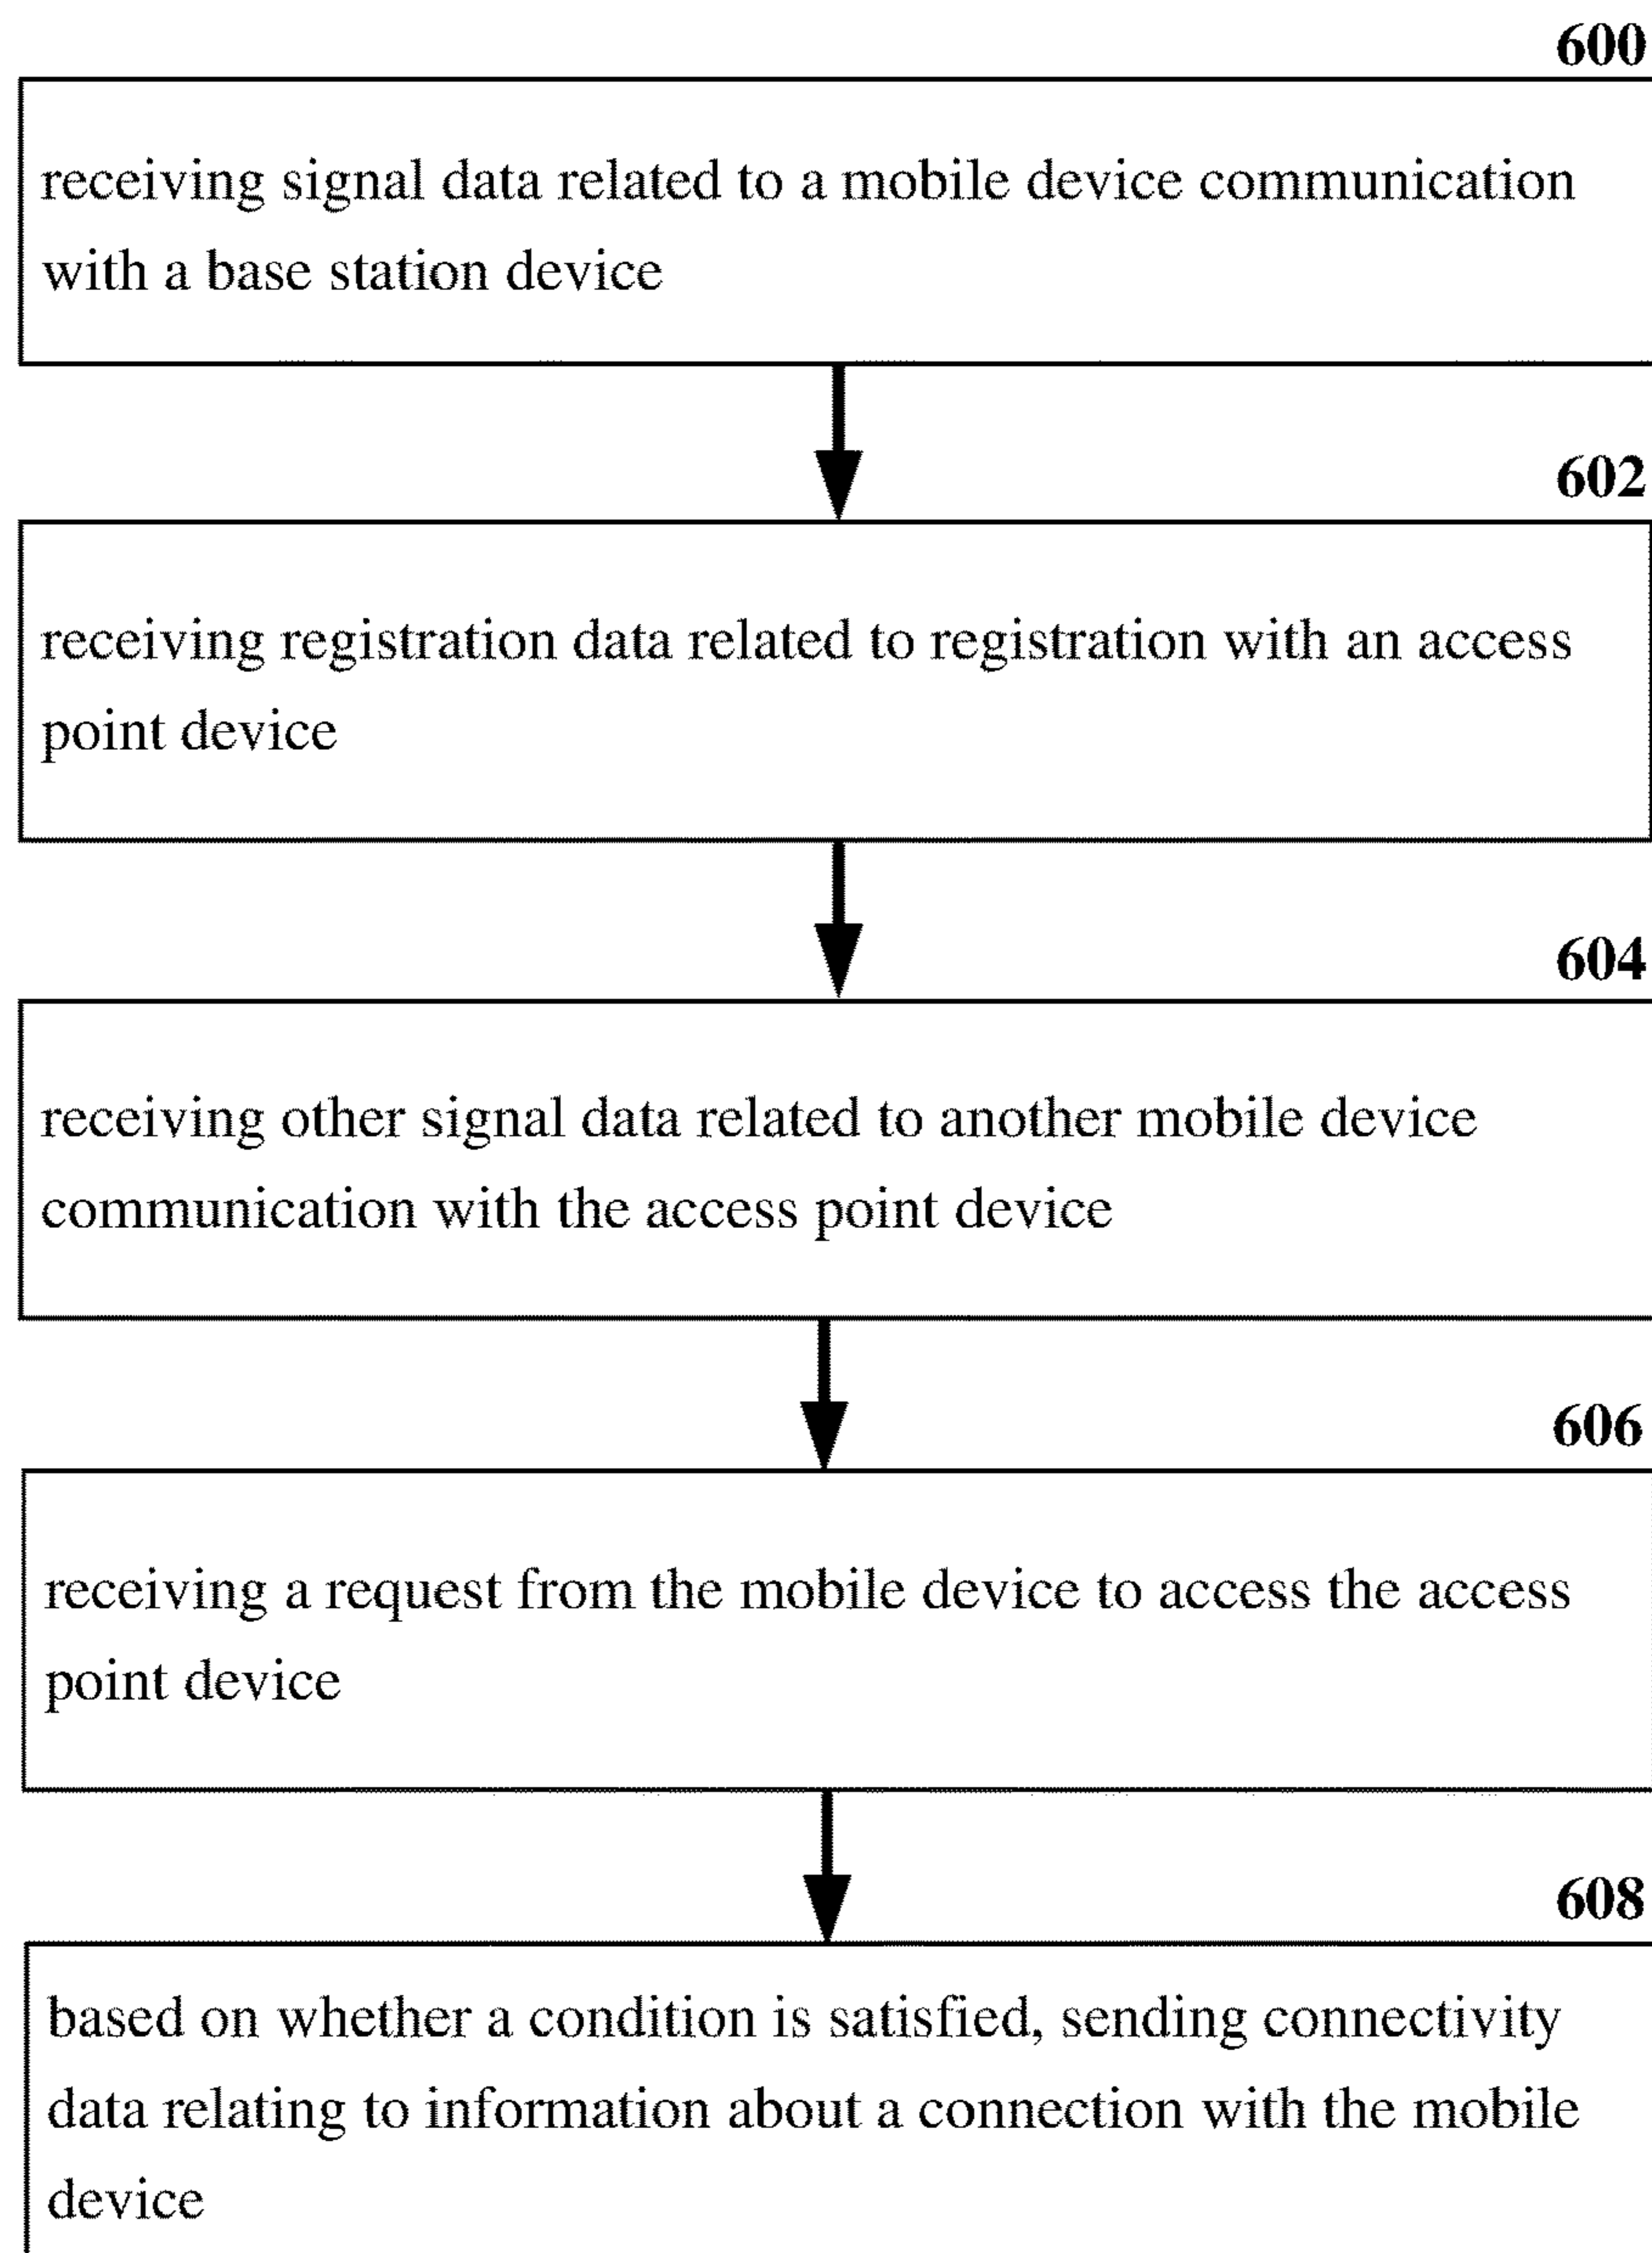 600
receiving signal data related to a mobile device communication
with a base station device
602
receiving registration data related to registration with an access
point device
604
receiving other signal data related to another mobile device
communication with the access point device
606
receiving a request from the mobile device to access the access
point device
608
based on whether a condition is satisfied, sending connectivity
data relating to information about a connection with the mobile
device